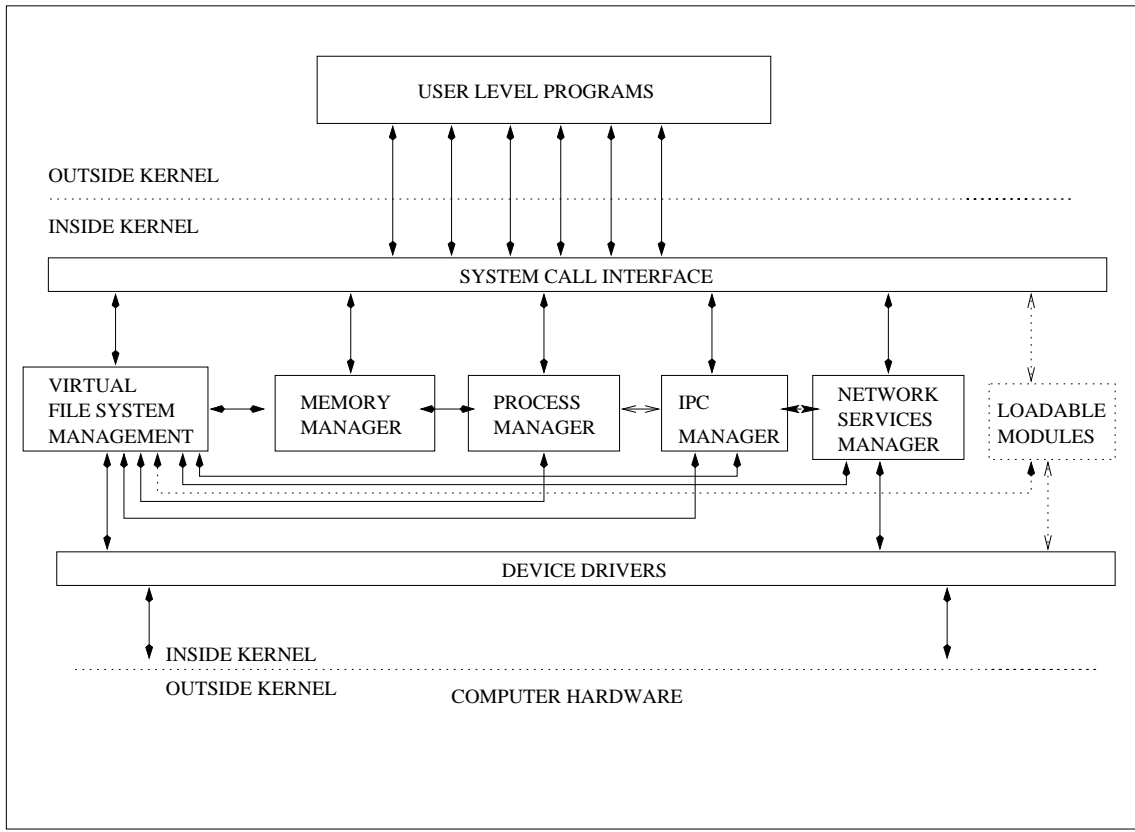 USER LEVEL PROGRAMS
OUTSIDE KERNEL
INSIDE KERNEL
SYSTEM CALL INTERFACE
VIRTUAL
FILE SYSTEM
MANAGEMENT
MEMORY
MANAGER
PROCESS
MANAGER
IPC
MANAGER
NETWORK
SERVICES
MANAGER
LOADABLE
MODULES
DEVICE DRIVERS
INSIDE KERNEL
OUTSIDE KERNEL
COMPUTER HARDWARE